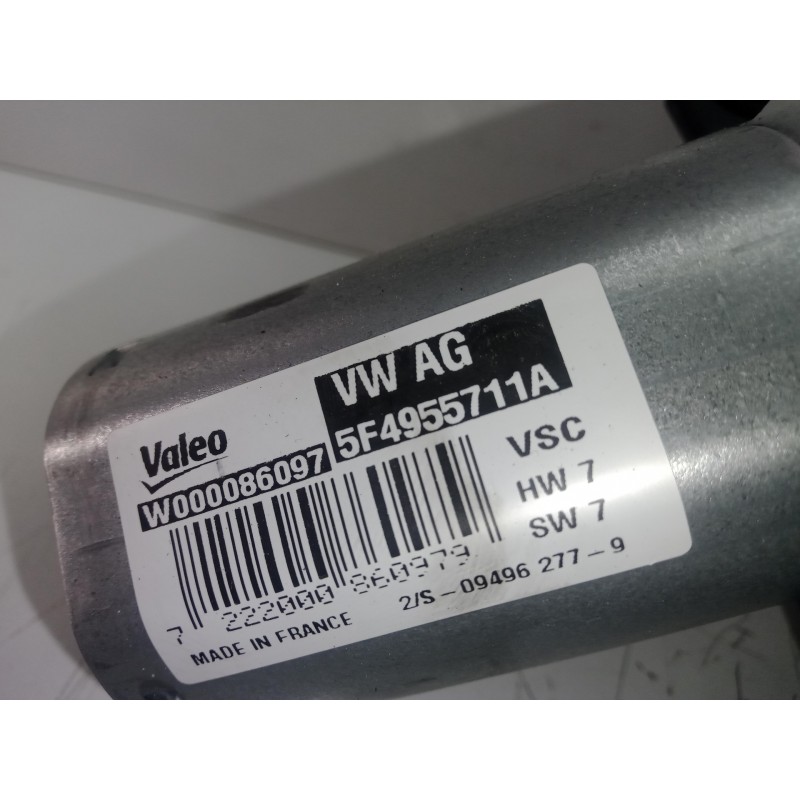 VW AG
Valeo
5F4955711A
W000086097
VSC
HW 7
SW 7
7 222000 860979
2/S - 09496 277-9
MADE IN FRANCE